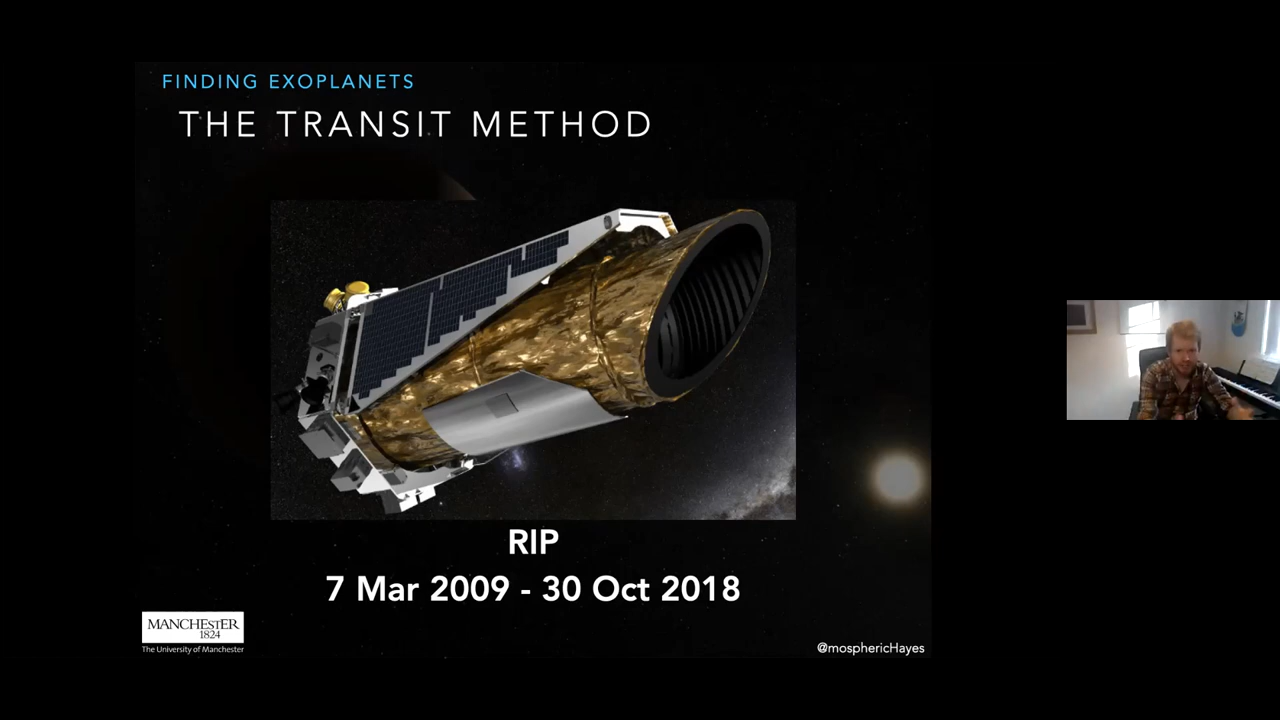 FINDING EXOPLANETS
THE TRANSIT METHOD
RIP
7 Mar 2009 - 30 Oct 2018
MANCHESTER
1824
The University of Manchester
@mosphericHayes